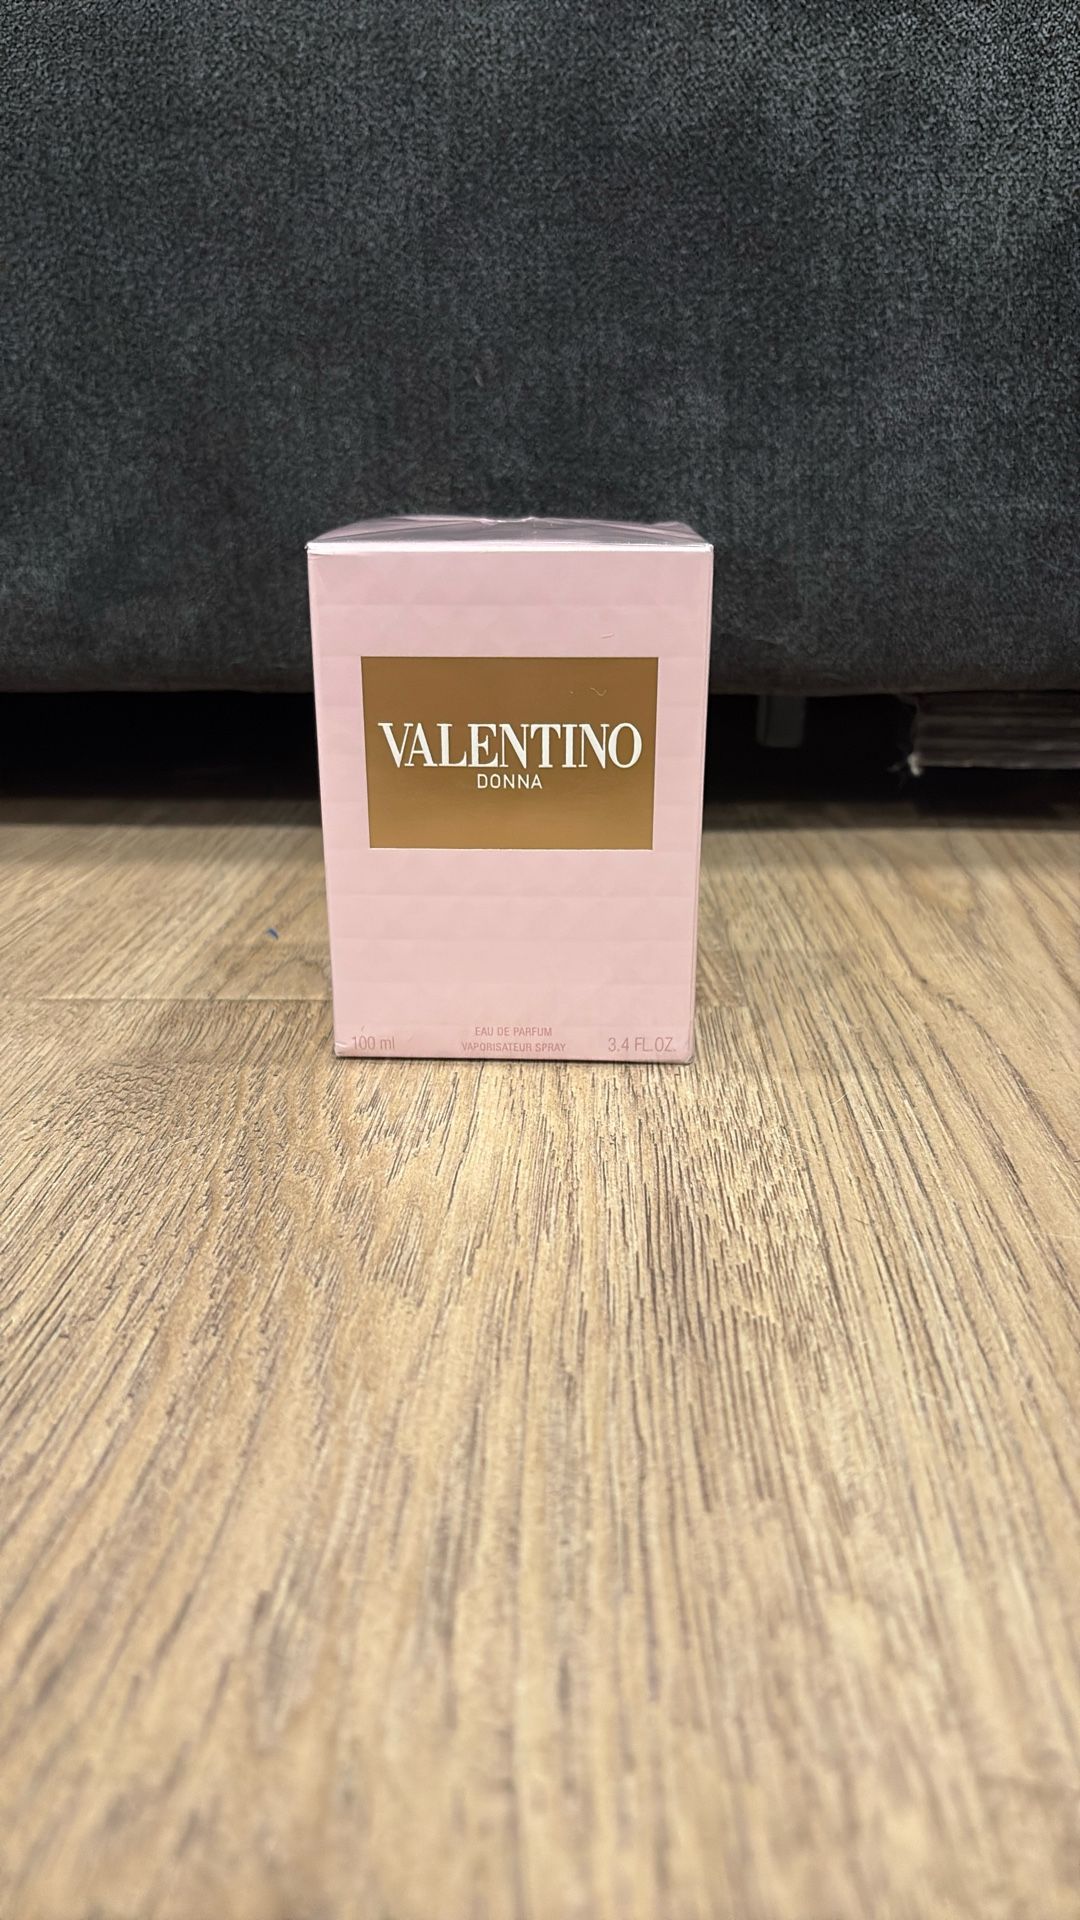 VALENTINO
DONNA
EAU DE PARFUM
100 ml VAPORISATEUR SPRAY 3.4 FL.OZ.